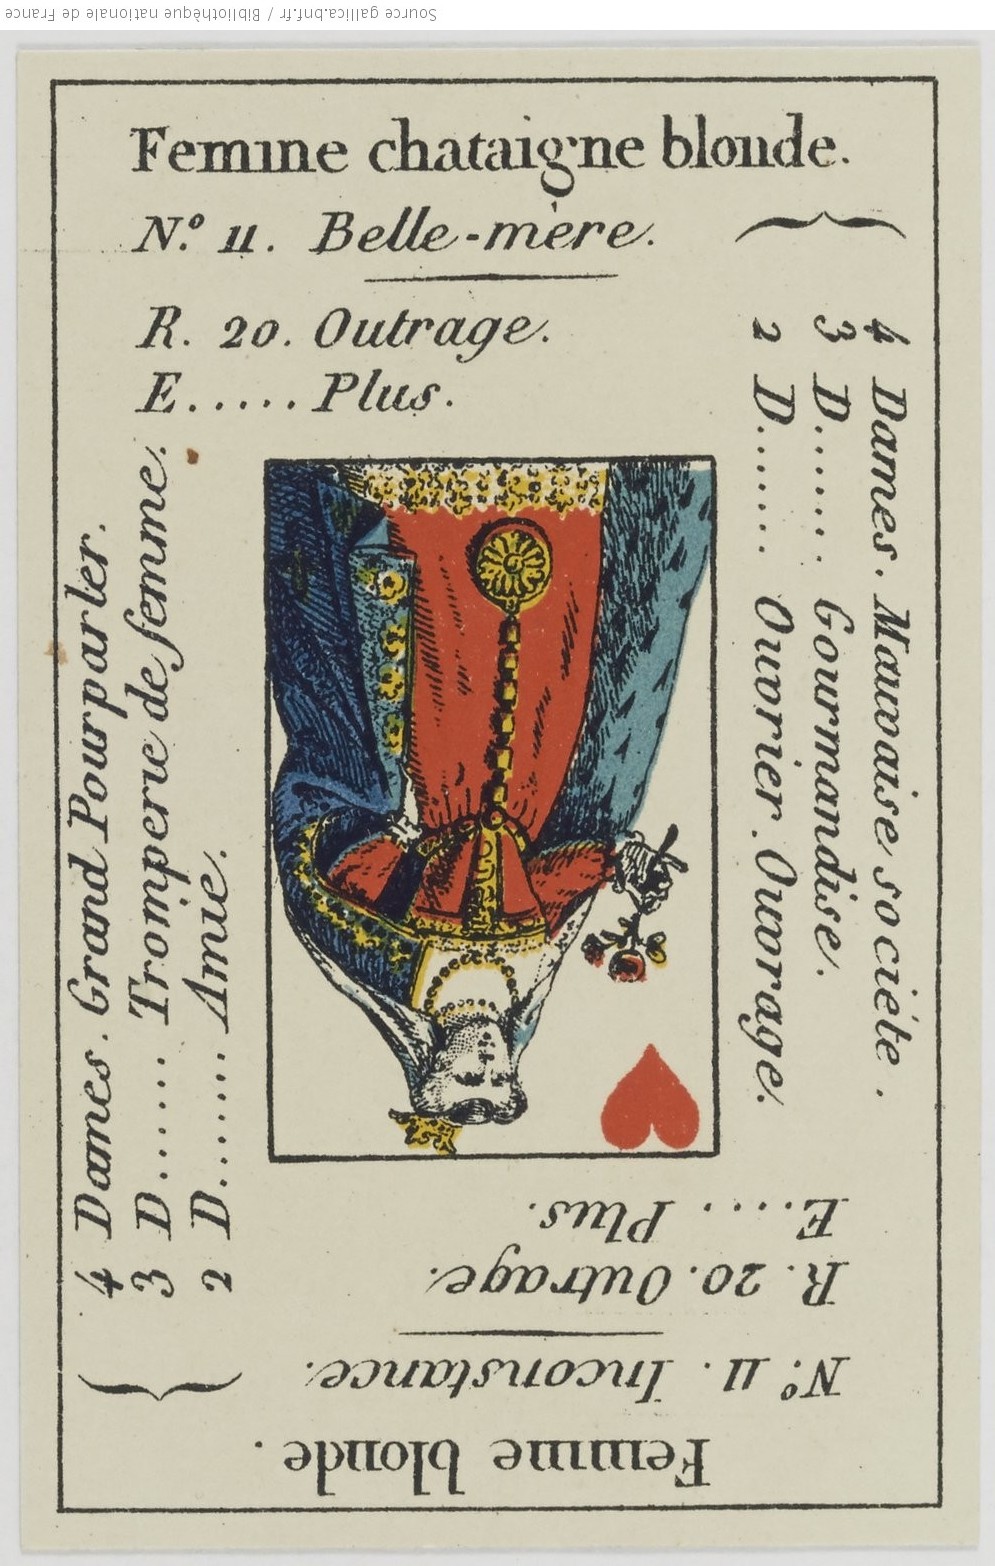 Source gallica.bnf.fr / Bibliothèque nationale de France
Femme chataigne blonde.
N.º 11. Belle-mère.
R. 20. Outrage.
E..... Plus.
4 Dames. Mauvaise société.
3 D....... Gourmandise.
2 D....... Ouvrier. Ouvrage.
4 Dames. Grand Pourparler.
3 D....... Tromperie de femme.
2 D....... Amie.
Femme blonde.
N.º 11. Inconstance.
R. 20. Outrage.
E..... Plus.